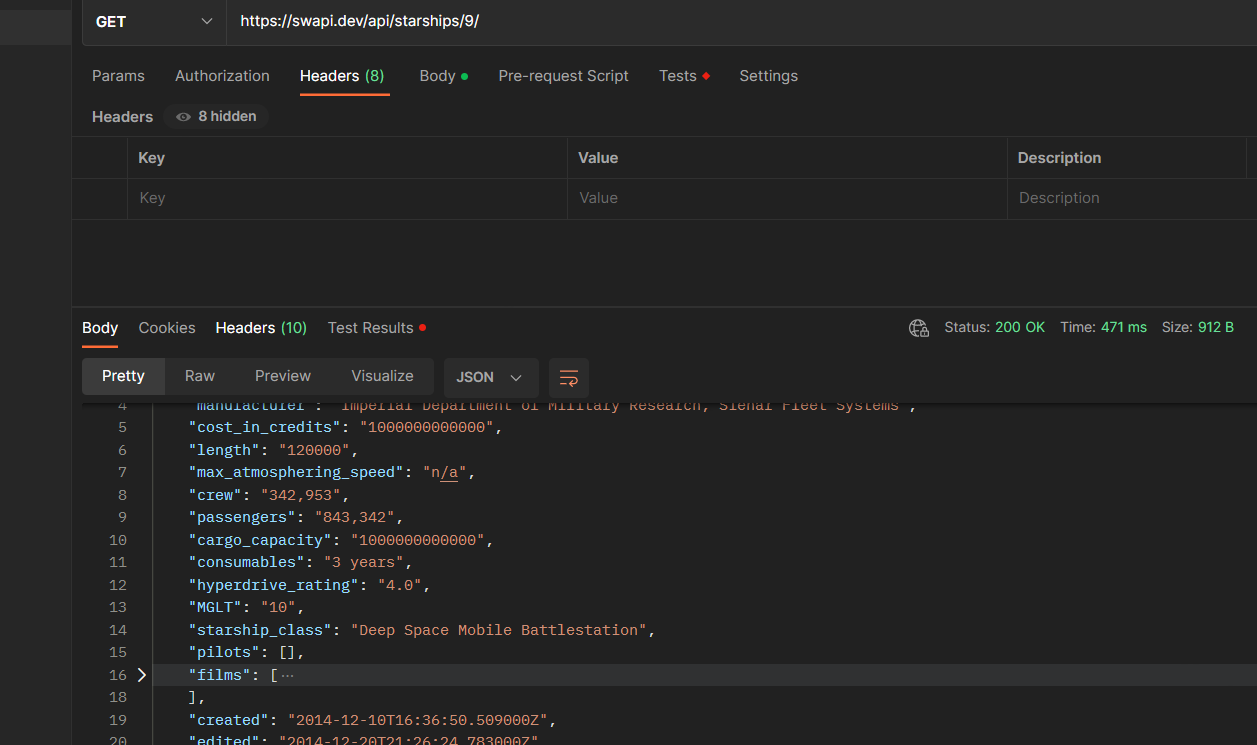 GET https://swapi.dev/api/starships/9/
Params Authorization Headers (8) Body Pre-request Script Tests Settings
Headers 8 hidden
Key Value Description
Key Value Description
Body Cookies Headers (10) Test Results Status: 200 OK Time: 471 ms Size: 912 B
Pretty Raw Preview Visualize JSON
4 "manufacturer": "Imperial Department of Military Research, Sienar Fleet Systems",
5 "cost_in_credits": "1000000000000",
6 "length": "120000",
7 "max_atmosphering_speed": "n/a",
8 "crew": "342,953",
9 "passengers": "843,342",
10 "cargo_capacity": "1000000000000",
11 "consumables": "3 years",
12 "hyperdrive_rating": "4.0",
13 "MGLT": "10",
14 "starship_class": "Deep Space Mobile Battlestation",
15 "pilots": [],
16 "films": [···
18 ],
19 "created": "2014-12-10T16:36:50.509000Z",
20 "edited": "2014-12-20T21:26:24.783000Z"